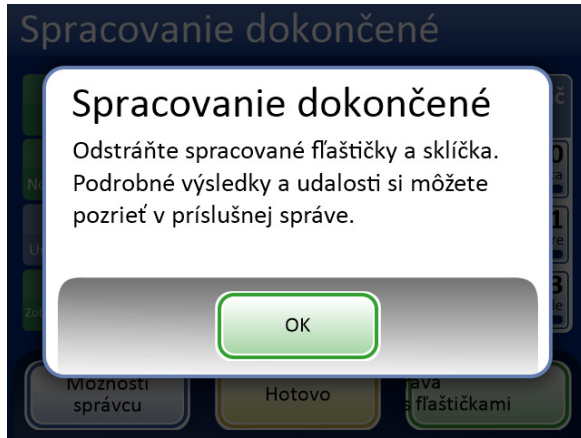 Spracovanie dokončené
Spracovanie dokončené
Odstráňte spracované fľaštičky a sklíčka.
Podrobné výsledky a udalosti si môžete
pozrieť v príslušnej správe.
OK
Možnosti
správcu
Hotovo
s fľaštičkami